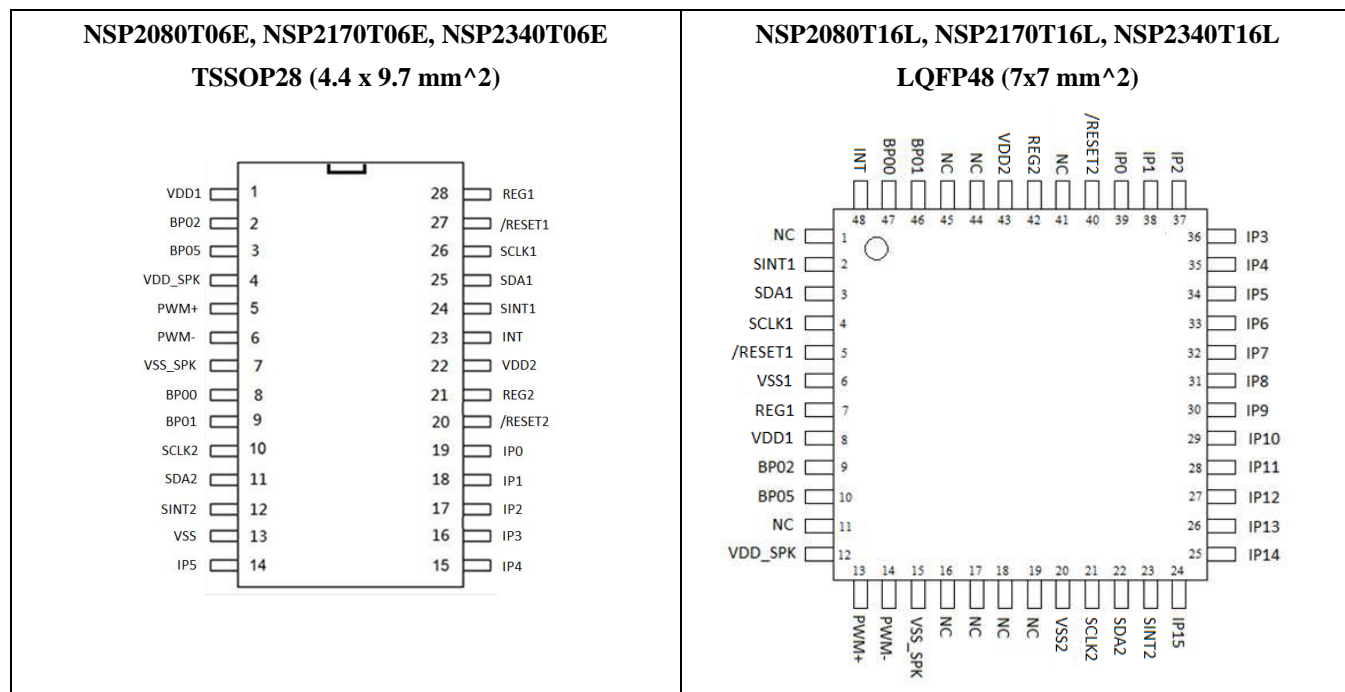 NSP2080T06E, NSP2170T06E, NSP2340T06E
TSSOP28 (4.4 x 9.7 mm^2)
VDD1 1 28 REG1
BP02 2 27 /RESET1
BP05 3 26 SCLK1
VDD_SPK 4 25 SDA1
PWM+ 5 24 SINT1
PWM- 6 23 INT
VSS_SPK 7 22 VDD2
BP00 8 21 REG2
BP01 9 20 /RESET2
SCLK2 10 19 IP0
SDA2 11 18 IP1
SINT2 12 17 IP2
VSS 13 16 IP3
IP5 14 15 IP4
NSP2080T16L, NSP2170T16L, NSP2340T16L
LQFP48 (7x7 mm^2)
INT BP00 BP01 NC NC VDD2 REG2 NC /RESET2 IP0 IP1 IP2
48 47 46 45 44 43 42 41 40 39 38 37
NC 1 36 IP3
SINT1 2 35 IP4
SDA1 3 34 IP5
SCLK1 4 33 IP6
/RESET1 5 32 IP7
VSS1 6 31 IP8
REG1 7 30 IP9
VDD1 8 29 IP10
BP02 9 28 IP11
BP05 10 27 IP12
NC 11 26 IP13
VDD_SPK 12 25 IP14
13 14 15 16 17 18 19 20 21 22 23 24
PWM+ PWM- VSS_SPK NC NC NC NC VSS2 SCLK2 SDA2 SINT2 IP15